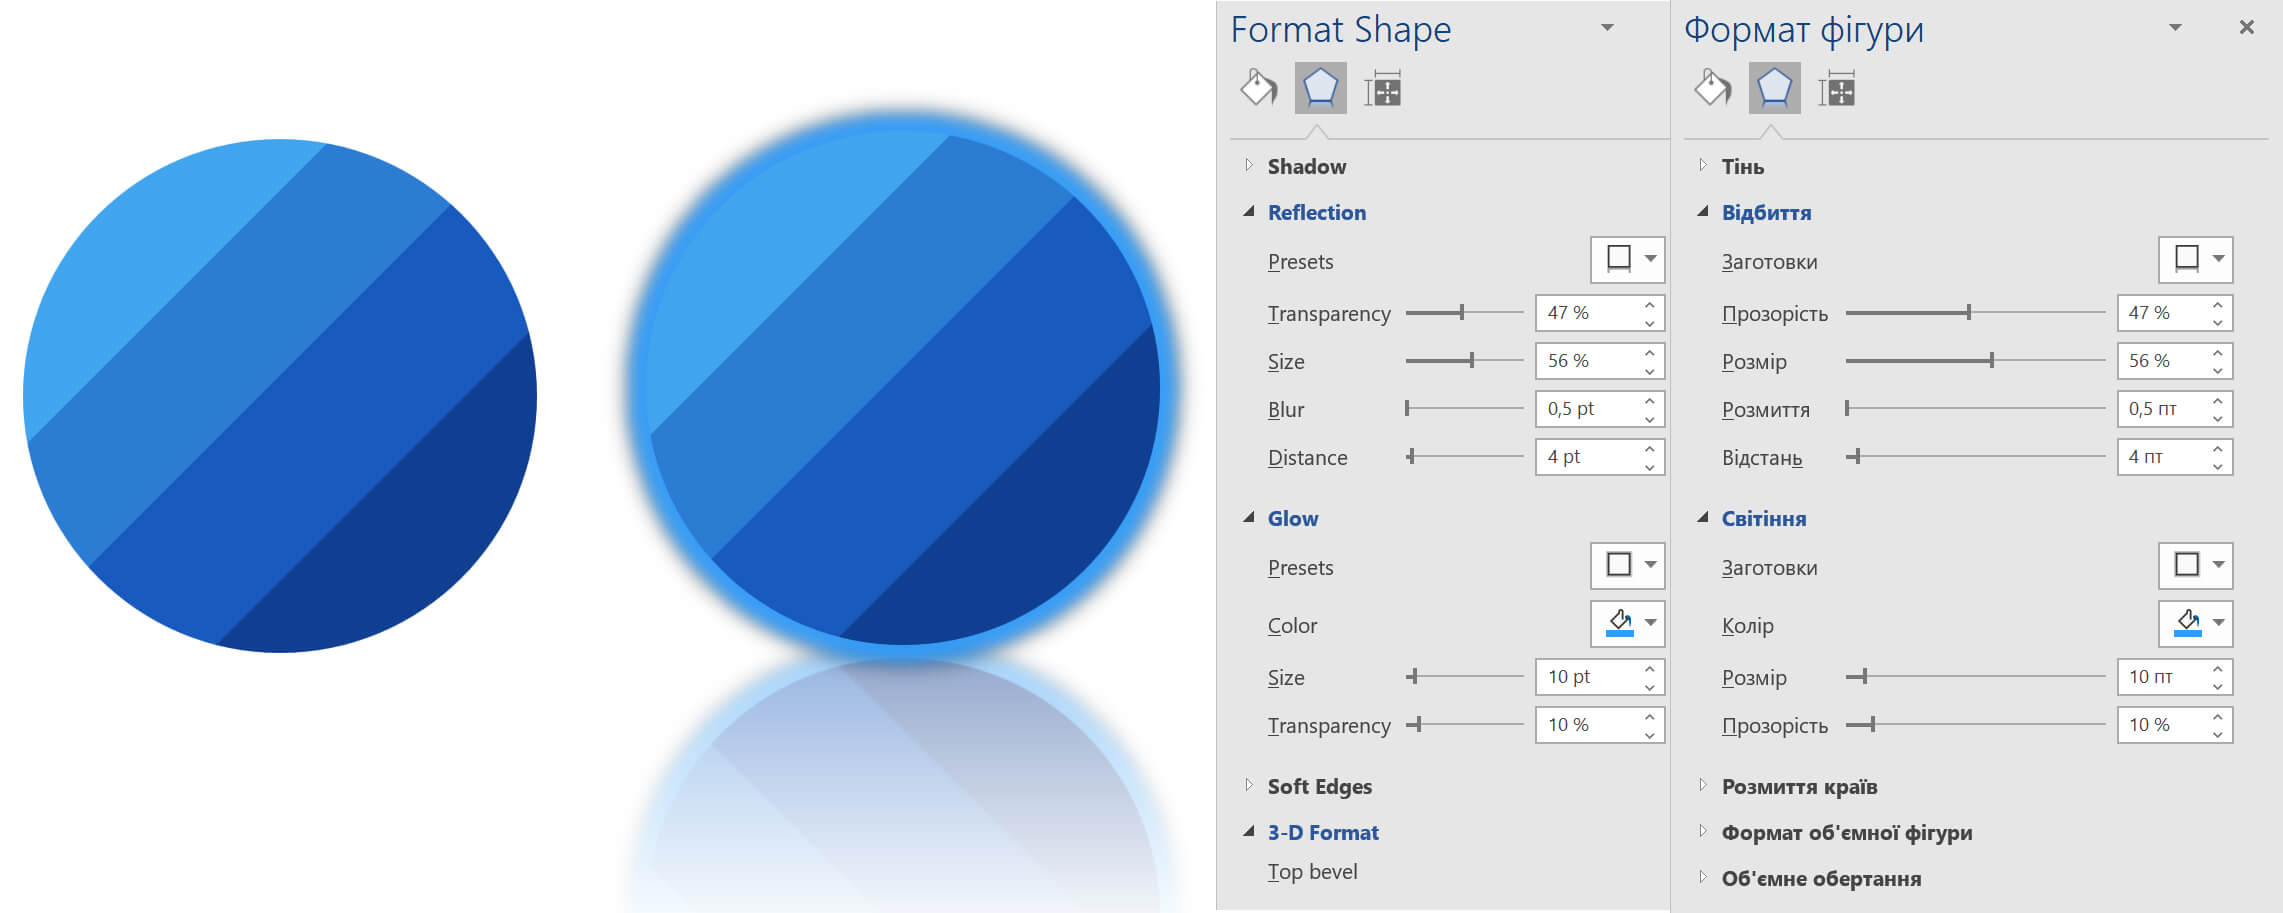 Format Shape
Shadow
Reflection
Presets
Transparency 47 %
Size 56 %
Blur 0,5 pt
Distance 4 pt
Glow
Presets
Color
Size 10 pt
Transparency 10 %
Soft Edges
3-D Format
Top bevel
Формат фігури
Тінь
Відбиття
Заготовки
Прозорість 47 %
Розмір 56 %
Розмиття 0,5 пт
Відстань 4 пт
Світіння
Заготовки
Колір
Розмір 10 пт
Прозорість 10 %
Розмиття країв
Формат об'ємної фігури
Об'ємне обертання